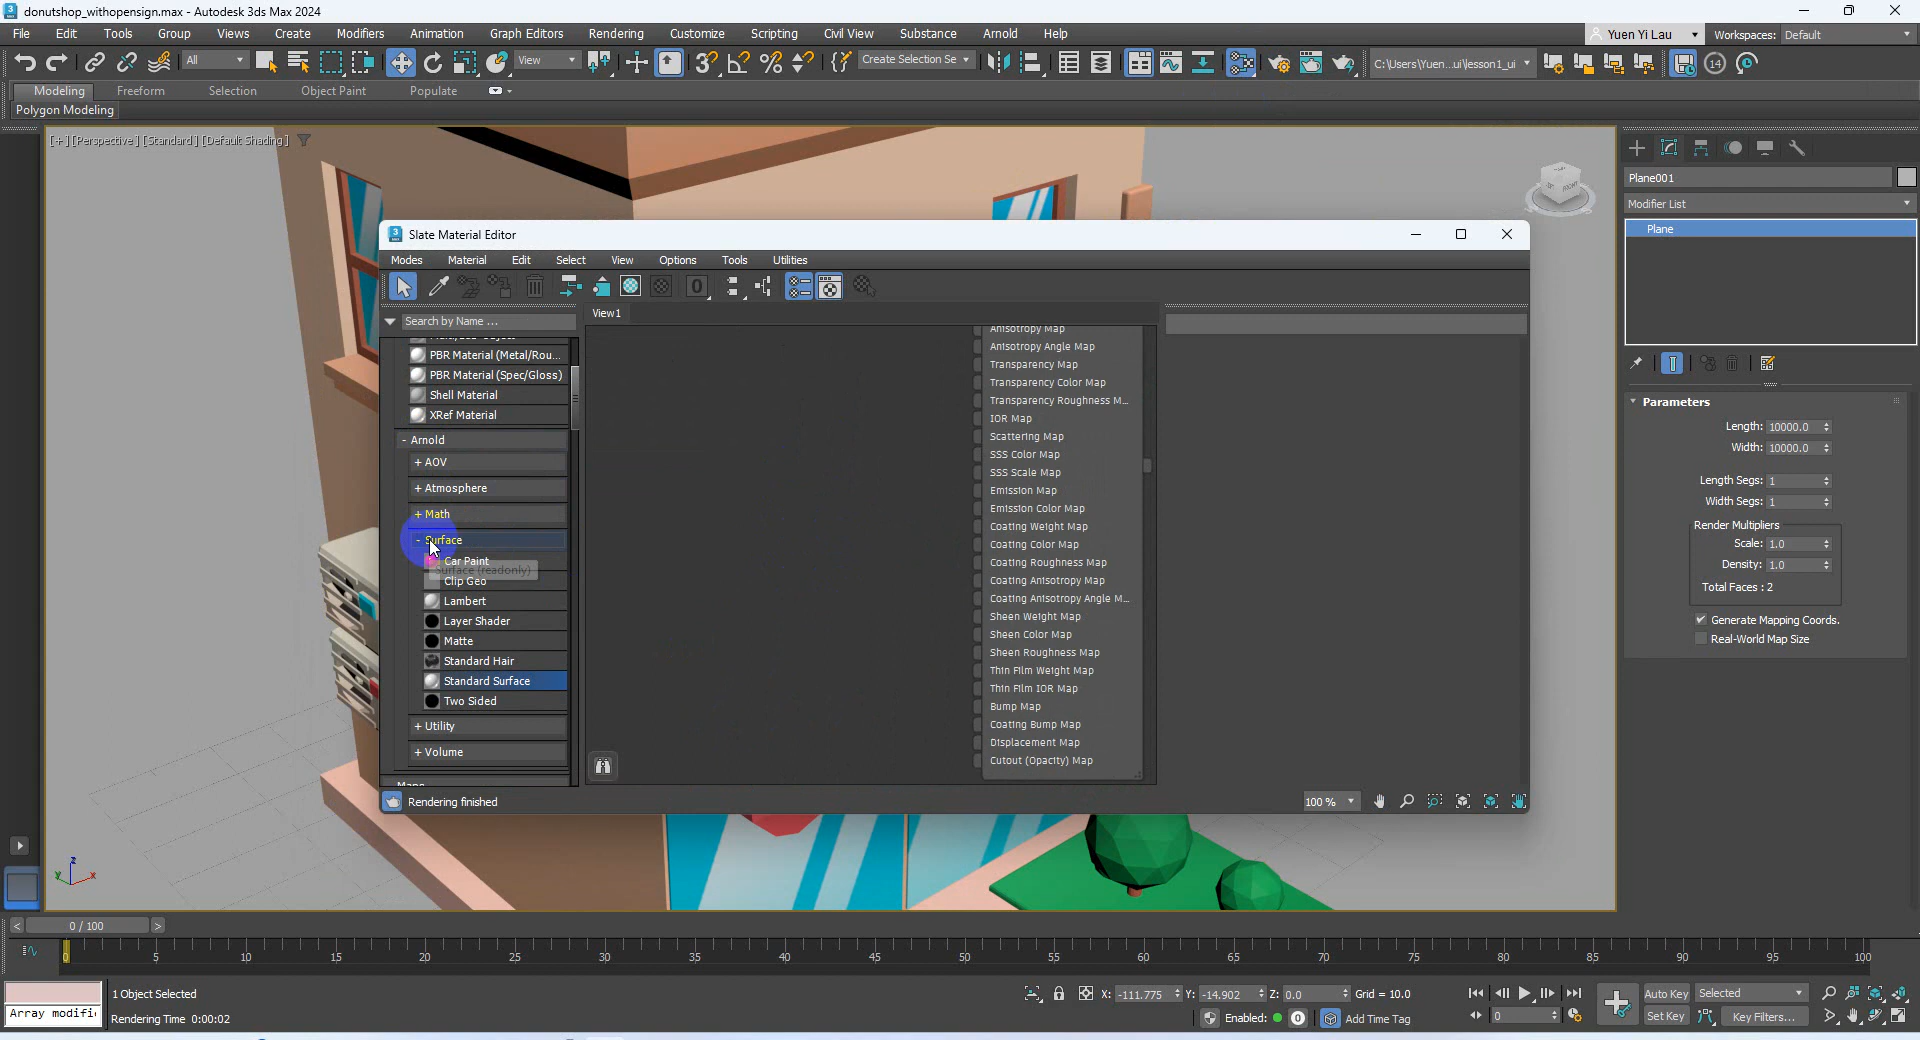 donutshop_withopensign.max - Autodesk 3ds Max 2024
File Edit Tools Group Views Create Modifiers Animation Graph Editors Rendering Customize Scripting Civil View Substance Arnold Help
Yuen Yi Lau Workspaces: Default
All View Create Selection Se C:\Users\Yuen...ui\lesson1_ui 14
Modeling Freeform Selection Object Paint Populate
Polygon Modeling
[+] [Perspective] [Standard] [Default Shading]
Plane001
Modifier List
Plane
Parameters
Length: 10000.0
Width: 10000.0
Length Segs: 1
Width Segs: 1
Render Multipliers
Scale: 1.0
Density: 1.0
Total Faces : 2
Generate Mapping Coords.
Real-World Map Size
Slate Material Editor
Modes Material Edit Select View Options Tools Utilities
Search by Name ...
View1
PBR Material (Metal/Rou...
PBR Material (Spec/Gloss)
Shell Material
XRef Material
- Arnold
+ AOV
+ Atmosphere
+ Math
- Surface
Car Paint
Surface (readonly)
Clip Geo
Lambert
Layer Shader
Matte
Standard Hair
Standard Surface
Two Sided
+ Utility
+ Volume
Anisotropy Map
Anisotropy Angle Map
Transparency Map
Transparency Color Map
Transparency Roughness M...
IOR Map
Scattering Map
SSS Color Map
SSS Scale Map
Emission Map
Emission Color Map
Coating Weight Map
Coating Color Map
Coating Roughness Map
Coating Anisotropy Map
Coating Anisotropy Angle M...
Sheen Weight Map
Sheen Color Map
Sheen Roughness Map
Thin Film Weight Map
Thin Film IOR Map
Bump Map
Coating Bump Map
Displacement Map
Cutout (Opacity) Map
Rendering finished
100 %
0 / 100
0 5 10 15 20 25 30 35 40 45 50 55 60 65 70 75 80 85 90 95 100
1 Object Selected
X: -111.775 Y: -14.902 Z: 0.0 Grid = 10.0
Auto Key Selected
Array modifi
Rendering Time 0:00:02
Enabled: 0 Add Time Tag
0
Set Key Key Filters...